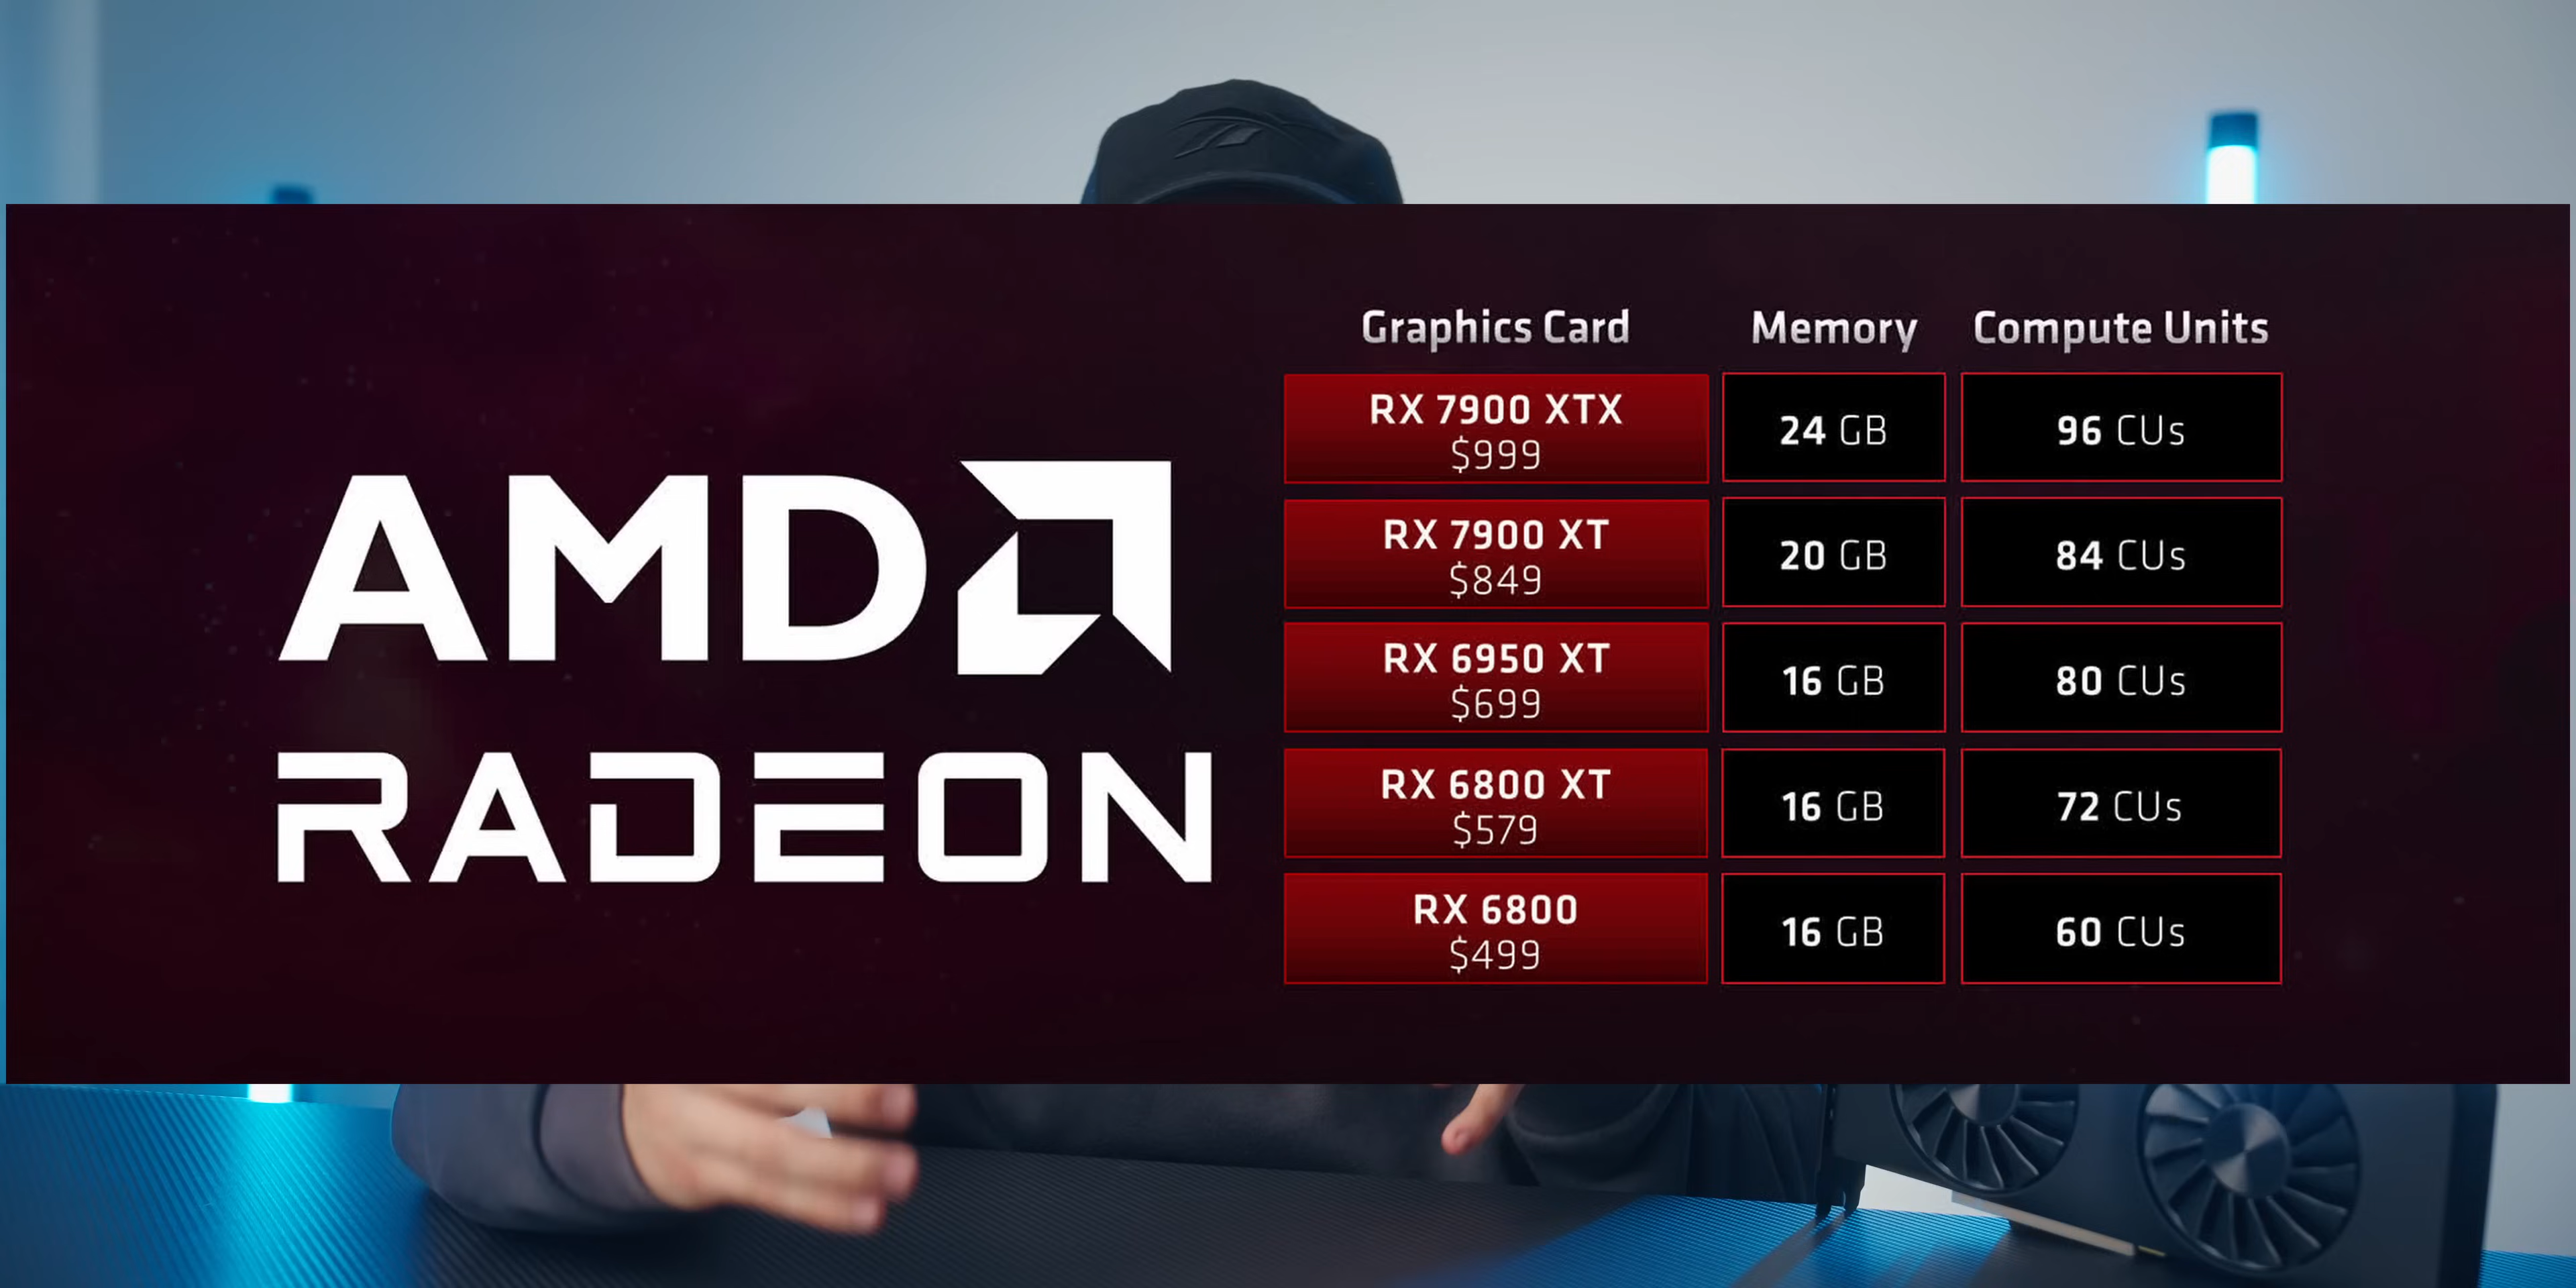 AMD
RADEON
Graphics Card Memory Compute Units
RX 7900 XTX
$999
24 GB
96 CUs
RX 7900 XT
$849
20 GB
84 CUs
RX 6950 XT
$699
16 GB
80 CUs
RX 6800 XT
$579
16 GB
72 CUs
RX 6800
$499
16 GB
60 CUs